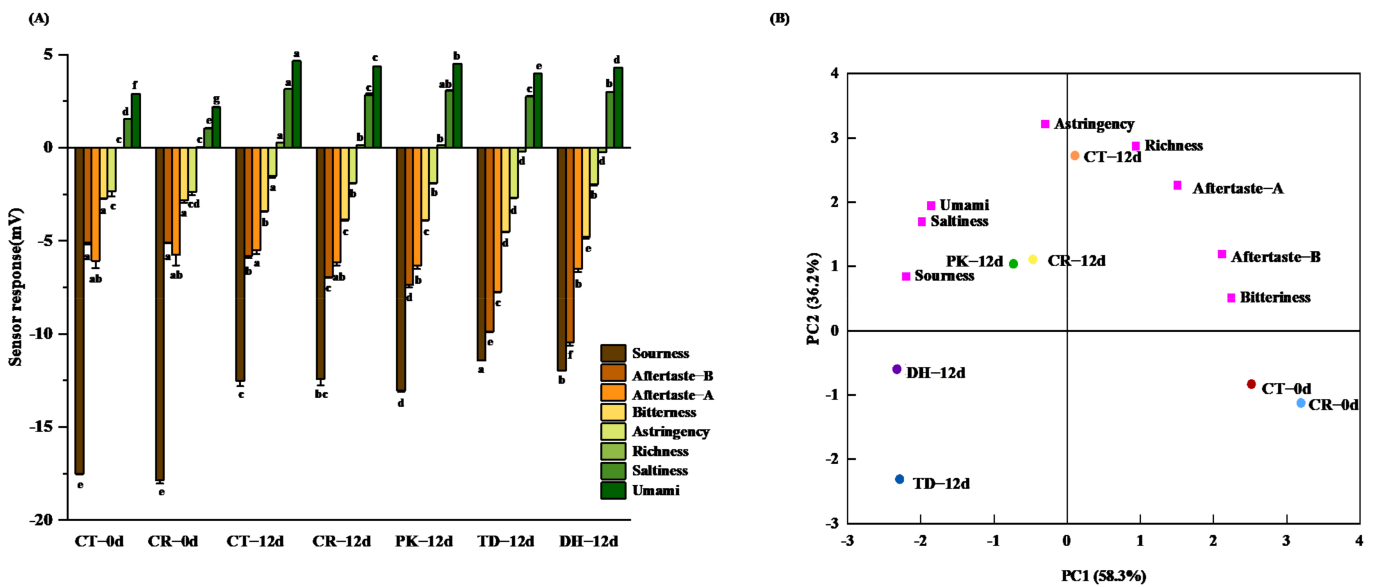 (A)
Sensor response(mV)
5
0
-5
-10
-15
-20
e
a
ab
a
c
c
d
f
e
a
ab
a
cd
c
e
g
c
b
a
b
a
a
a
a
bc
c
ab
c
b
b
c
c
d
d
b
c
b
b
ab
b
a
e
c
d
d
d
c
e
b
f
b
e
b
c
b
d
Sourness
Aftertaste-B
Aftertaste-A
Bitterness
Astringency
Richness
Saltiness
Umami
CT-0d CR-0d CT-12d CR-12d PK-12d TD-12d DH-12d
(B)
PC2 (36.2%)
4
3
2
1
0
-1
-2
-3
Astringency
Richness
CT-12d
Aftertaste-A
Umami
Saltiness
Aftertaste-B
PK-12d
CR-12d
Sourness
Bitteriness
DH-12d
CT-0d
CR-0d
TD-12d
-3 -2 -1 0 1 2 3 4
PC1 (58.3%)